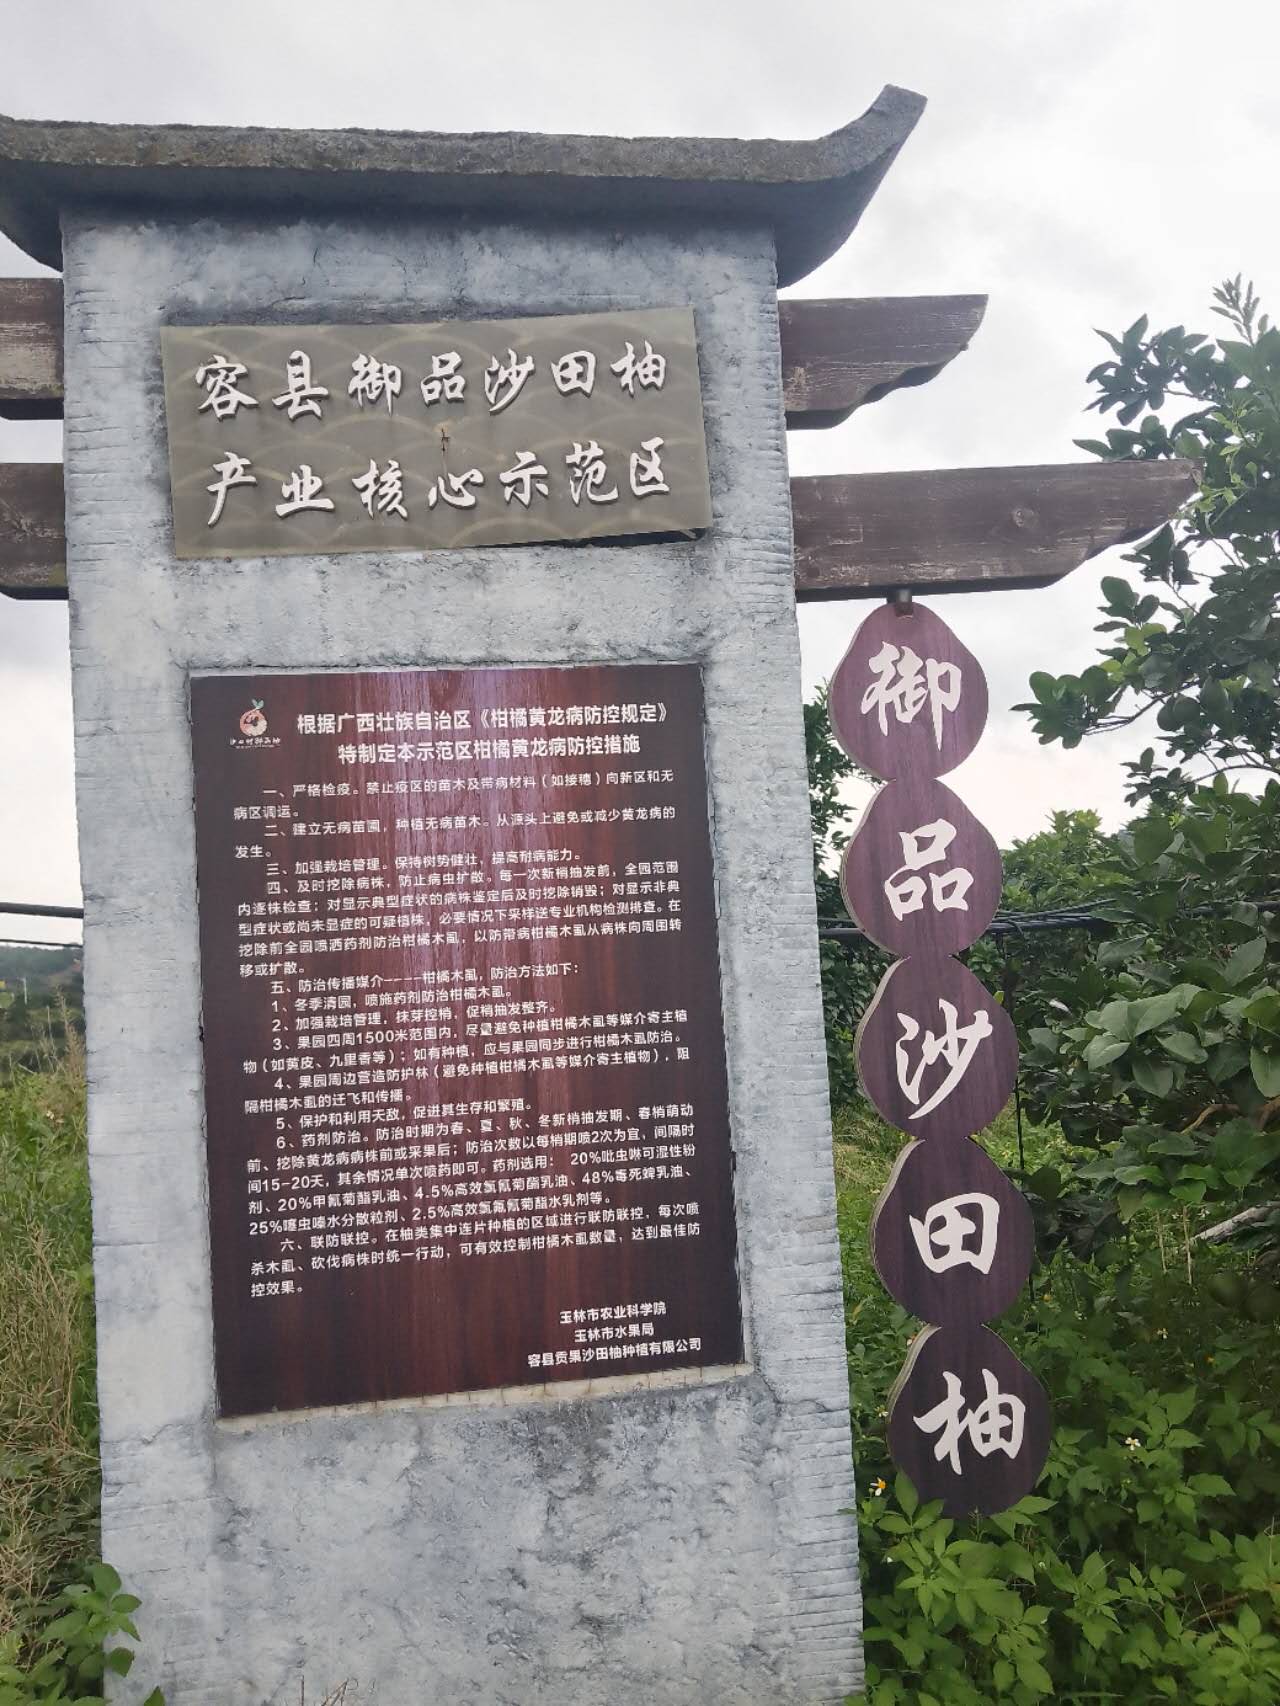 容县御品沙田柚
产业核心示范区
根据广西壮族自治区《柑橘黄龙病防控规定》
特制定本示范区柑橘黄龙病防控措施
一、严格检疫。禁止疫区的苗木及带病材料（如接穗）向新区和无
病区调运。
二、建立无病苗圃，种植无病苗木。从源头上避免或减少黄龙病的
发生。
三、加强栽培管理。保持树势健壮，提高耐病能力。
四、及时挖除病株，防止病虫扩散。每一次新梢抽发前，全园范围
内逐株检查：对显示典型症状的病株鉴定后及时挖除销毁；对显示非典
型症状或尚未显症的可疑植株，必要情况下采样送专业机构检测排查。在
挖除前全园喷洒药剂防治柑橘木虱，以防带病柑橘木虱从病株向周围转
移或扩散。
五、防治传播媒介----柑橘木虱，防治方法如下：
1、冬季清园，喷施药剂防治柑橘木虱。
2、加强栽培管理，抹芽控梢，促梢抽发整齐。
3、果园四周1500米范围内，尽量避免种植柑橘木虱等媒介寄主植
物（如黄皮、九里香等）；如有种植，应与果园同步进行柑橘木虱防治。
4、果园周边营造防护林（避免种植柑橘木虱等媒介寄主植物），阻
隔柑橘木虱的迁飞和传播。
5、保护和利用天敌，促进其生存和繁殖。
6、药剂防治。防治时期为春、夏、秋、冬新梢抽发期、春梢萌动
前、挖除黄龙病病株前或采果后；防治次数以每梢期喷2次为宜，间隔时
间15-20天，其余情况单次喷药即可。药剂选用： 20%吡虫啉可湿性粉
剂、20%甲氰菊酯乳油、4.5%高效氯氰菊酯乳油、48%毒死蜱乳油、
25%噻虫嗪水分散粒剂、2.5%高效氯氟氰菊酯水乳剂等。
六、联防联控。在柚类集中连片种植的区域进行联防联控，每次喷
杀木虱、砍伐病株时统一行动，可有效控制柑橘木虱数量，达到最佳防
控效果。
玉林市农业科学院
玉林市水果局
容县贡果沙田柚种植有限公司
御品沙田柚